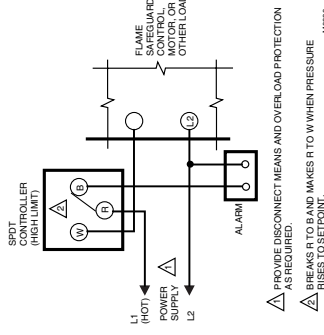 SPDT
CONTROLLER
(HIGH LIMIT)
2
W
R
B
L1
(HOT)
POWER
SUPPLY
1
L2
ALARM
L2
FLAME
SAFEGUARD
CONTROL,
MOTOR, OR
OTHER LOAD
1 PROVIDE DISCONNECT MEANS AND OVERLOAD PROTECTION
AS REQUIRED.
2 BREAKS R TO B AND MAKES R TO W WHEN PRESSURE
RISES TO SETPOINT.